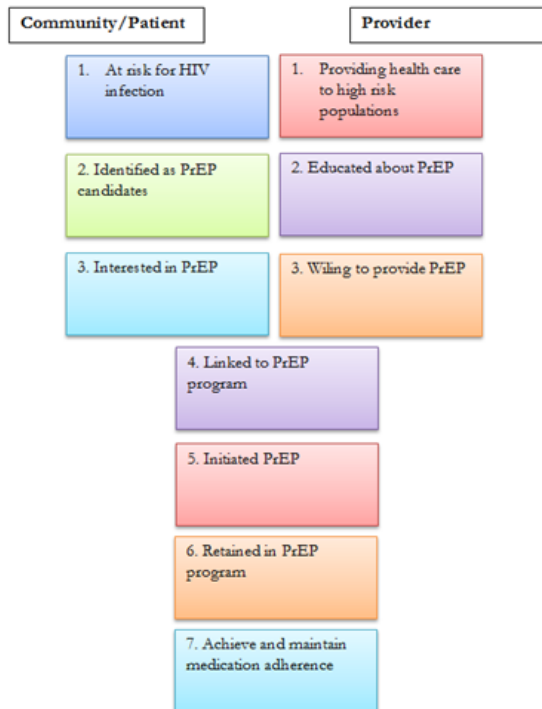 Community/Patient
Provider
1. At risk for HIV
infection
1. Providing health care
to high risk
populations
2. Identified as PrEP
candidates
2. Educated about PrEP
3. Interested in PrEP
3. Wiling to provide PrEP
4. Linked to PrEP
program
5. Initiated PrEP
6. Retained in PrEP
program
7. Achieve and maintain
medication adherence